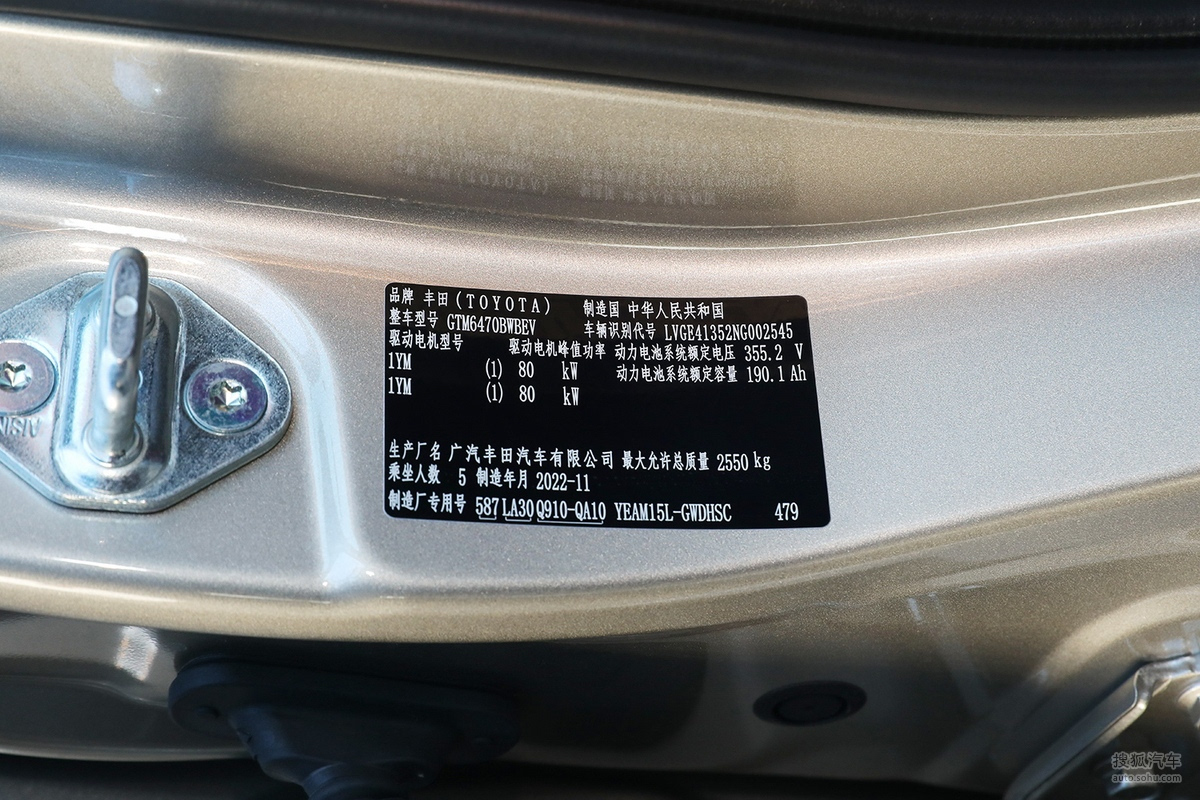 品牌 丰田(TOYOTA) 制造国 中华人民共和国
整车型号 GTM6470BWBEV 车辆识别代号 LVGE41352NG002545
驱动电机型号 驱动电机峰值功率 动力电池系统额定电压 355.2 V
1YM (1) 80 kW 动力电池系统额定容量 190.1 Ah
1YM (1) 80 kW
生产厂名 广汽丰田汽车有限公司 最大允许总质量 2550 kg
乘坐人数 5 制造年月 2022-11
制造厂专用号 587 LA30 Q910-QA10 YEAM15L-GWDHSC 479
AISIN
搜狐汽车
auto.sohu.com